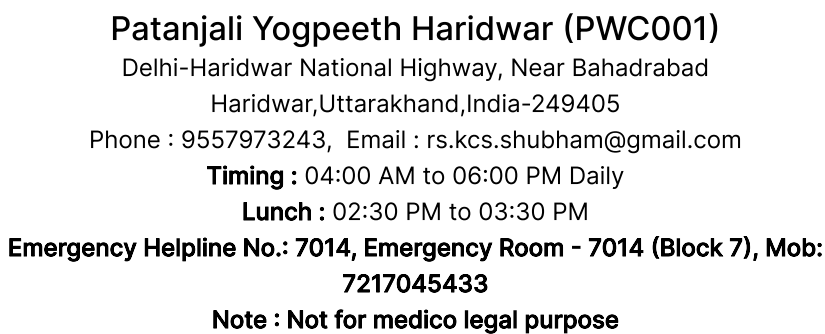 Patanjali Yogpeeth Haridwar (PWC001)
Delhi-Haridwar National Highway, Near Bahadrabad
Haridwar,Uttarakhand,India-249405
Phone : 9557973243,  Email : rs.kcs.shubham@gmail.com
Timing : 04:00 AM to 06:00 PM Daily
Lunch : 02:30 PM to 03:30 PM
Emergency Helpline No.: 7014, Emergency Room - 7014 (Block 7), Mob:
7217045433
Note : Not for medico legal purpose